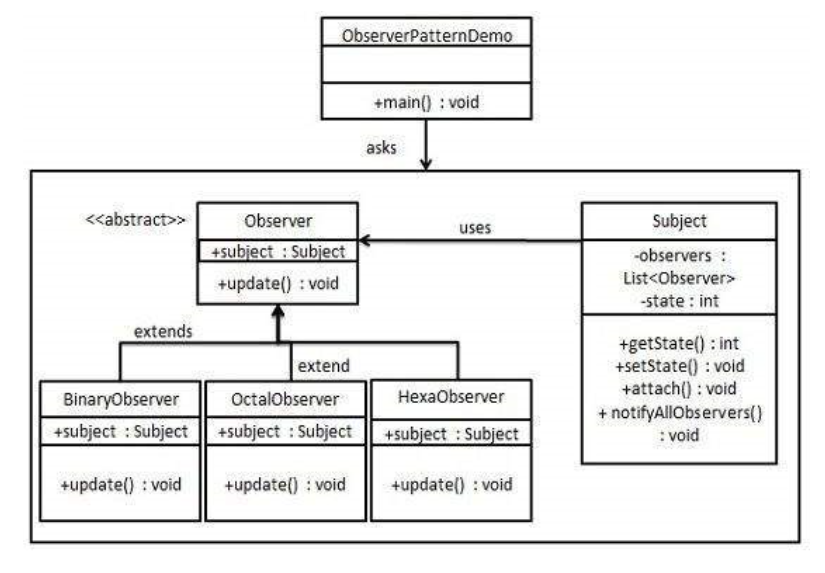 ObserverPatternDemo
+main() : void
asks
<<abstract>>
Observer
+subject : Subject
+update() : void
uses
Subject
-observers :
List<Observer>
-state : int
+getState() : int
+setState() : void
+attach() : void
+ notifyAllObservers()
: void
extends
extend
BinaryObserver
+subject : Subject
+update() : void
OctalObserver
+subject : Subject
+update() : void
HexaObserver
+subject : Subject
+update() : void